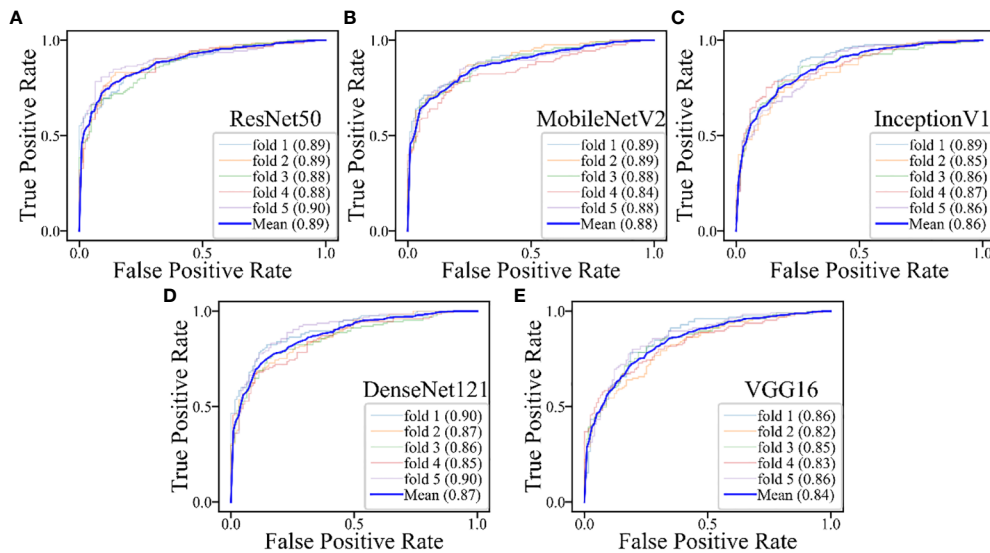 A
1.0
0.5
0.0
True Positive Rate
ResNet50
fold 1 (0.89)
fold 2 (0.89)
fold 3 (0.88)
fold 4 (0.88)
fold 5 (0.90)
Mean (0.89)
0.0 0.5 1.0
False Positive Rate
B
1.0
0.5
0.0
True Positive Rate
MobileNetV2
fold 1 (0.89)
fold 2 (0.89)
fold 3 (0.88)
fold 4 (0.84)
fold 5 (0.88)
Mean (0.88)
0.0 0.5 1.0
False Positive Rate
C
1.0
0.5
0.0
True Positive Rate
InceptionV1
fold 1 (0.89)
fold 2 (0.85)
fold 3 (0.86)
fold 4 (0.87)
fold 5 (0.86)
Mean (0.86)
0.0 0.5 1.0
False Positive Rate
D
1.0
0.5
0.0
True Positive Rate
DenseNet121
fold 1 (0.90)
fold 2 (0.87)
fold 3 (0.86)
fold 4 (0.85)
fold 5 (0.90)
Mean (0.87)
0.0 0.5 1.0
False Positive Rate
E
1.0
0.5
0.0
True Positive Rate
VGG16
fold 1 (0.86)
fold 2 (0.82)
fold 3 (0.85)
fold 4 (0.83)
fold 5 (0.86)
Mean (0.84)
0.0 0.5 1.0
False Positive Rate